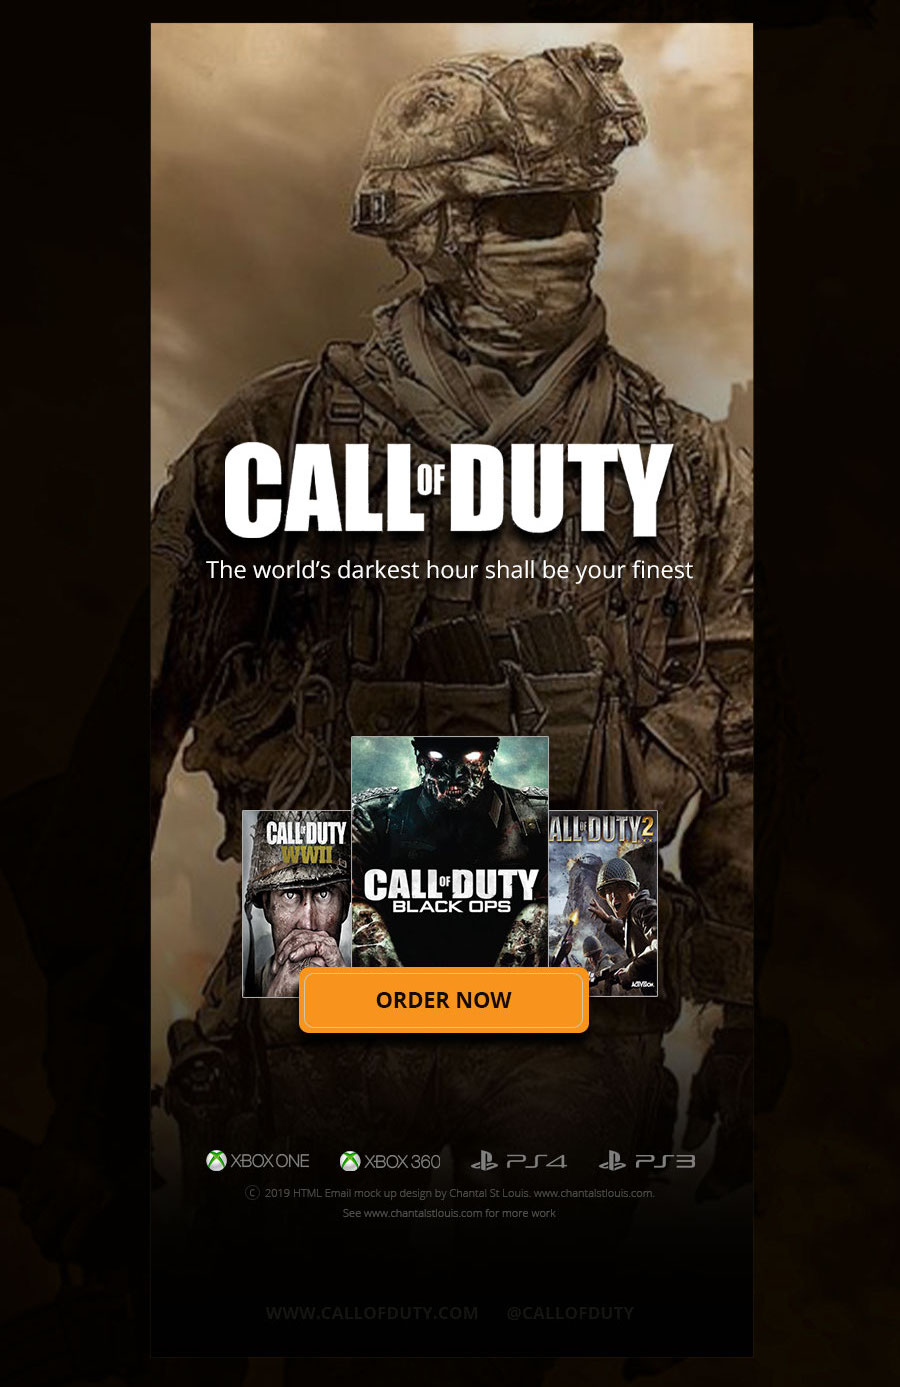 CALL OF DUTY
The world’s darkest hour shall be your finest
CALL OF DUTY
WWII
CALL OF DUTY
BLACK OPS
ALL OF DUTY 2
ACTIVISION
ORDER NOW
XBOX ONE XBOX 360 PS4 PS3
© 2019 HTML Email mock up design by Chantal St Louis. www.chantalstlouis.com.
See www.chantalstlouis.com for more work
WWW.CALLOFDUTY.COM @CALLOFDUTY